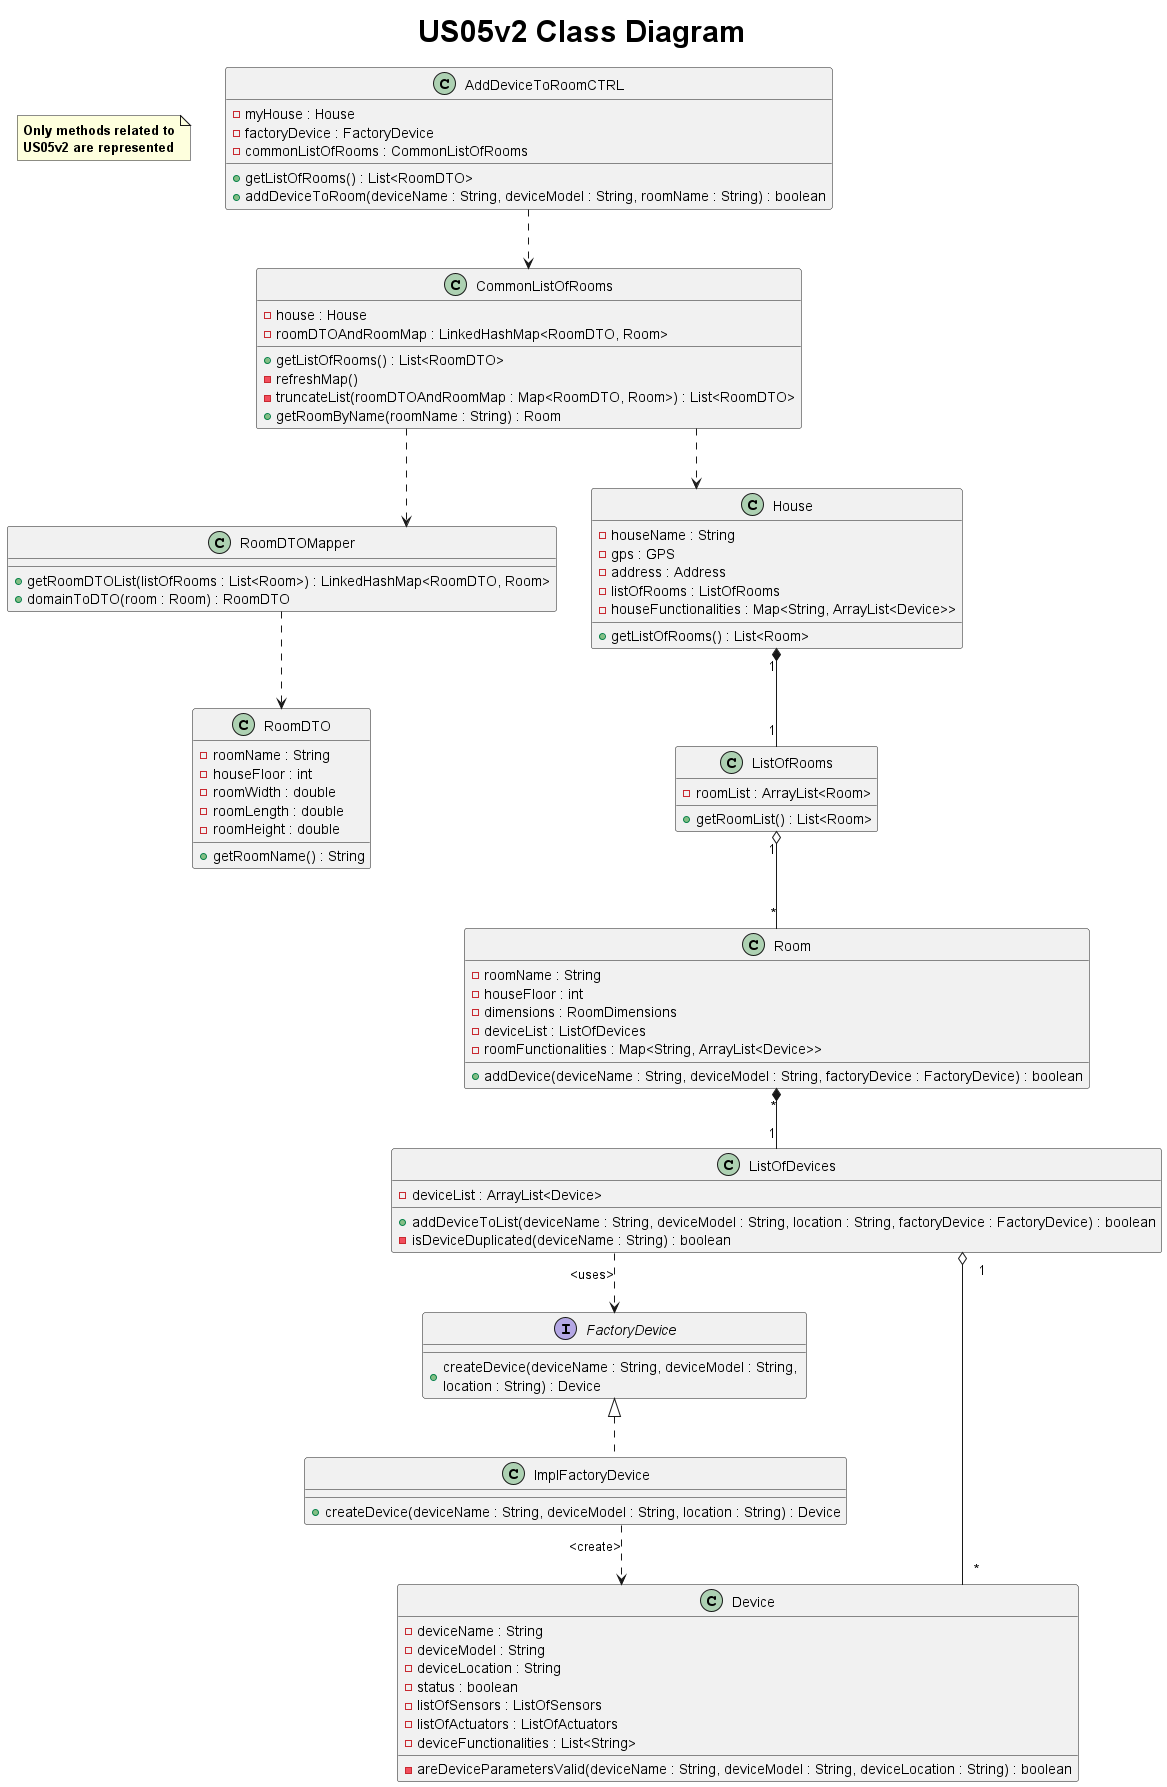 US05v2 Class Diagram
Only methods related to
US05v2 are represented
C AddDeviceToRoomCTRL
myHouse : House
factoryDevice : FactoryDevice
commonListOfRooms : CommonListOfRooms
getListOfRooms() : List<RoomDTO>
addDeviceToRoom(deviceName : String, deviceModel : String, roomName : String) : boolean
C CommonListOfRooms
house : House
roomDTOAndRoomMap : LinkedHashMap<RoomDTO, Room>
getListOfRooms() : List<RoomDTO>
refreshMap()
truncateList(roomDTOAndRoomMap : Map<RoomDTO, Room>) : List<RoomDTO>
getRoomByName(roomName : String) : Room
C RoomDTOMapper
getRoomDTOList(listOfRooms : List<Room>) : LinkedHashMap<RoomDTO, Room>
domainToDTO(room : Room) : RoomDTO
C House
houseName : String
gps : GPS
address : Address
listOfRooms : ListOfRooms
houseFunctionalities : Map<String, ArrayList<Device>>
getListOfRooms() : List<Room>
1
1
C RoomDTO
roomName : String
houseFloor : int
roomWidth : double
roomLength : double
roomHeight : double
getRoomName() : String
C ListOfRooms
roomList : ArrayList<Room>
getRoomList() : List<Room>
1
*
C Room
roomName : String
houseFloor : int
dimensions : RoomDimensions
deviceList : ListOfDevices
roomFunctionalities : Map<String, ArrayList<Device>>
addDevice(deviceName : String, deviceModel : String, factoryDevice : FactoryDevice) : boolean
*
1
C ListOfDevices
deviceList : ArrayList<Device>
addDeviceToList(deviceName : String, deviceModel : String, location : String, factoryDevice : FactoryDevice) : boolean
isDeviceDuplicated(deviceName : String) : boolean
<uses>
1
I FactoryDevice
createDevice(deviceName : String, deviceModel : String,
location : String) : Device
C ImplFactoryDevice
createDevice(deviceName : String, deviceModel : String, location : String) : Device
<create>
*
C Device
deviceName : String
deviceModel : String
deviceLocation : String
status : boolean
listOfSensors : ListOfSensors
listOfActuators : ListOfActuators
deviceFunctionalities : List<String>
areDeviceParametersValid(deviceName : String, deviceModel : String, deviceLocation : String) : boolean